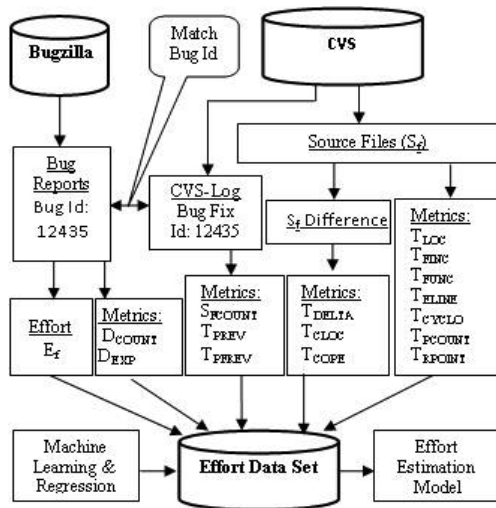 Bugzilla
Match
Bug Id
CVS
Source Files (Sf)
Bug
Reports
Bug Id:
12435
CVS-Log
Bug Fix
Id: 12435
Sf Difference
Metrics:
TLOC
TFINC
TFUNC
TFLINE
TCYCLO
TPCOUNT
TRPOINT
Effort
Ef
Metrics:
DCOUNT
DEXP
Metrics:
SFCOUNT
TPREV
TPFREV
Metrics:
TDELTA
TCLOC
TCOPE
Machine
Learning &
Regression
Effort Data Set
Effort
Estimation
Model